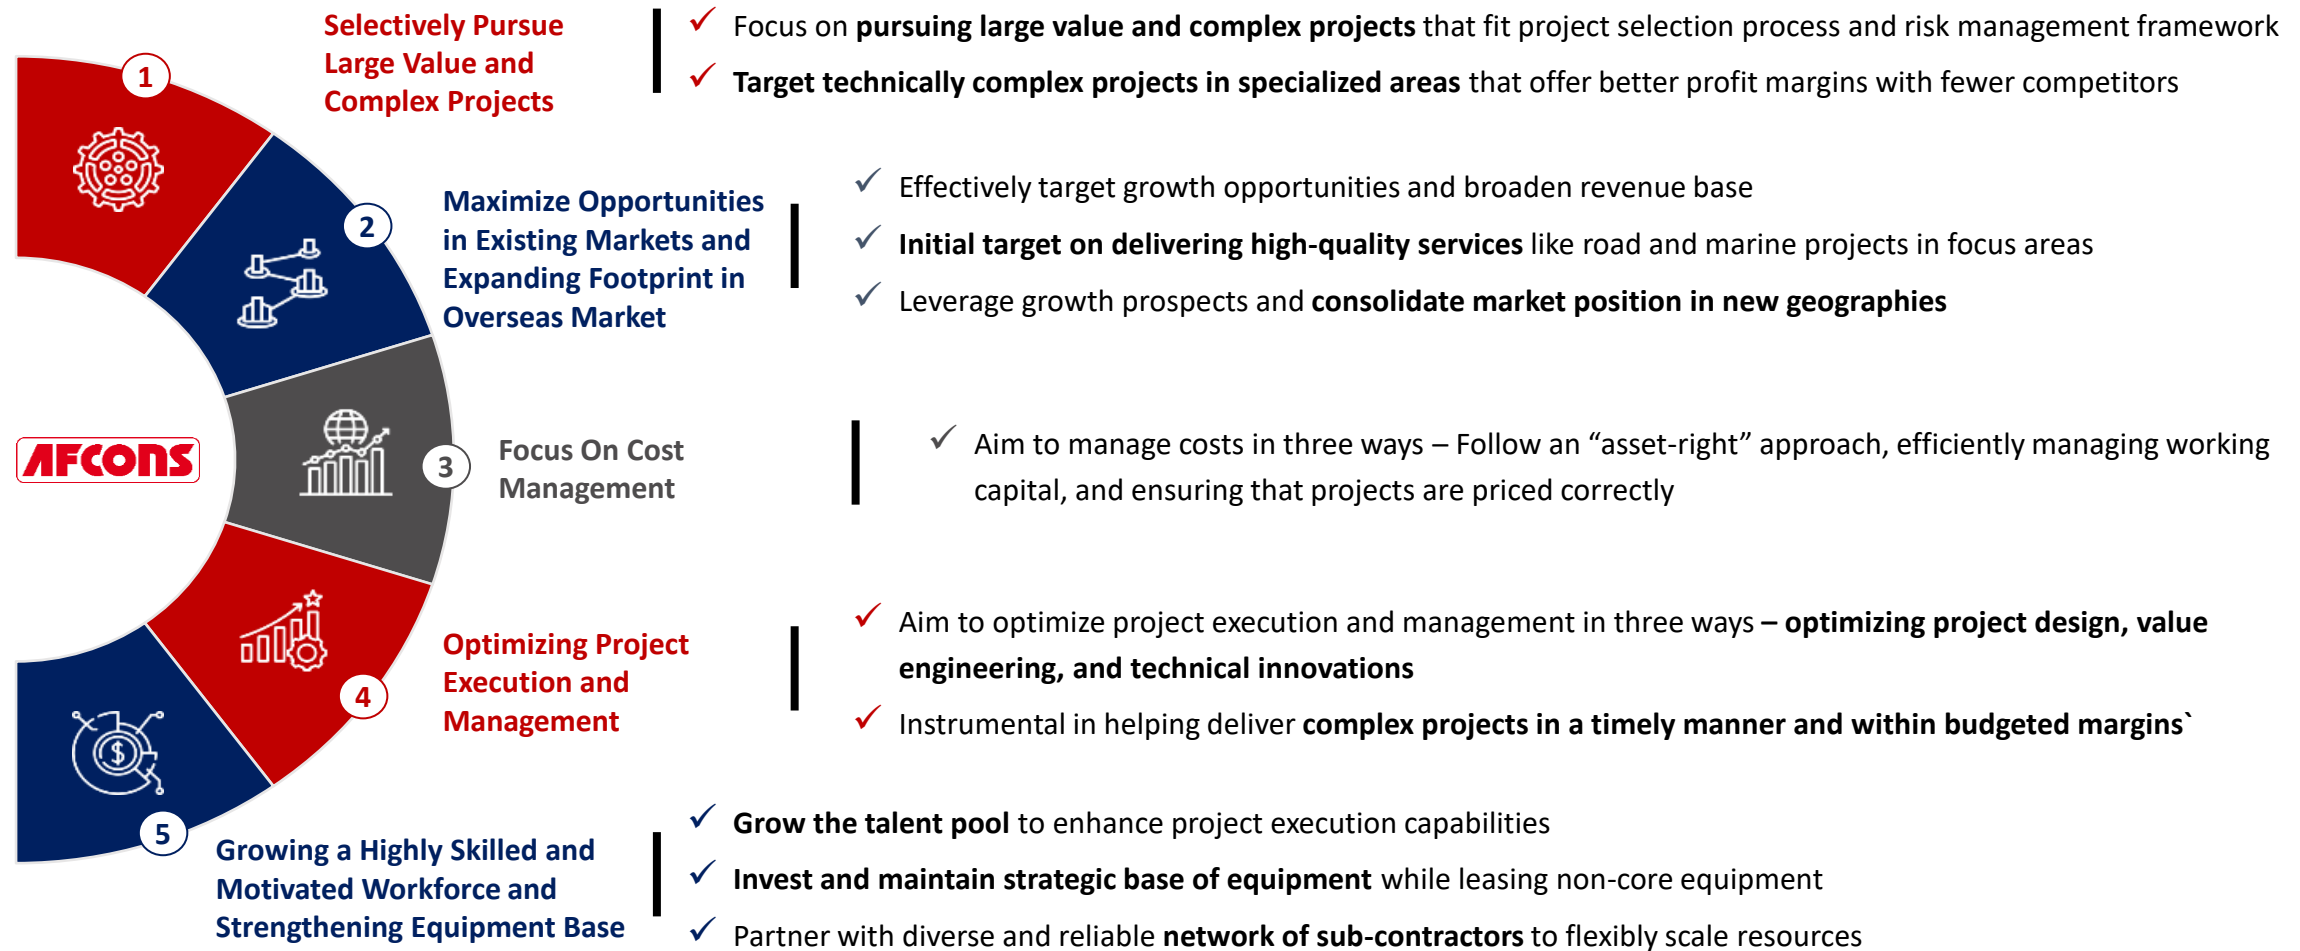 1
Selectively Pursue
Large Value and
Complex Projects
✓ Focus on pursuing large value and complex projects that fit project selection process and risk management framework
✓ Target technically complex projects in specialized areas that offer better profit margins with fewer competitors
2
Maximize Opportunities
in Existing Markets and
Expanding Footprint in
Overseas Market
✓ Effectively target growth opportunities and broaden revenue base
✓ Initial target on delivering high-quality services like road and marine projects in focus areas
✓ Leverage growth prospects and consolidate market position in new geographies
AFCONS
3
Focus On Cost
Management
✓ Aim to manage costs in three ways – Follow an “asset-right” approach, efficiently managing working
capital, and ensuring that projects are priced correctly
4
Optimizing Project
Execution and
Management
✓ Aim to optimize project execution and management in three ways – optimizing project design, value
engineering, and technical innovations
✓ Instrumental in helping deliver complex projects in a timely manner and within budgeted margins`
$
5
Growing a Highly Skilled and
Motivated Workforce and
Strengthening Equipment Base
✓ Grow the talent pool to enhance project execution capabilities
✓ Invest and maintain strategic base of equipment while leasing non-core equipment
✓ Partner with diverse and reliable network of sub-contractors to flexibly scale resources